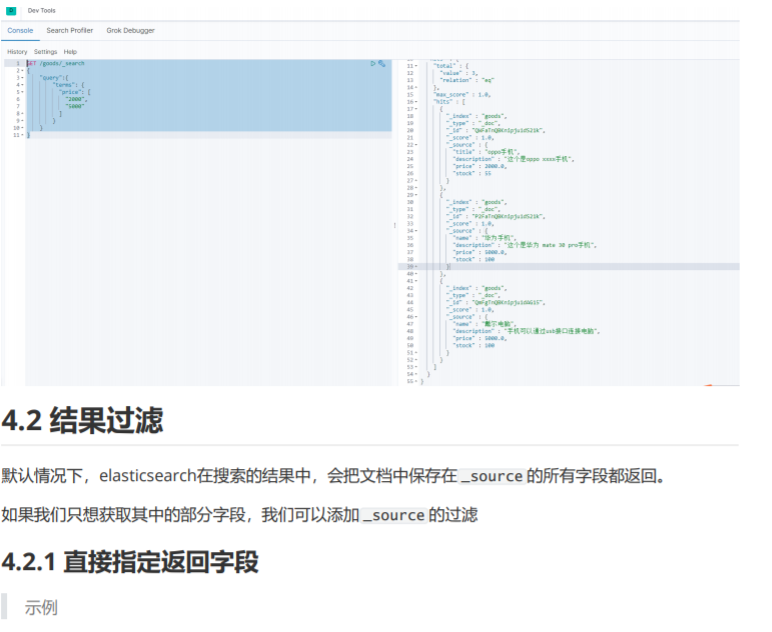 Dev Tools
Console Search Profiler Grok Debugger
History Settings Help
1 GET /goods/_search
2 {
3 "query":{
4 "terms": {
5 "price": [
6 "2000",
7 "5000"
8 ]
9 }
10 }
11 }
11 "total" : {
12 "value" : 3,
13 "relation" : "eq"
14 },
15 "max_score" : 1.0,
16 "hits" : [
17 {
18 "_index" : "goods",
19 "_type" : "_doc",
20 "_id" :
21 "_score" : 1.0,
22 "_source" : {
23 "title" : "oppo手机",
24 "description" : "这个是oppo xxxx手机",
25 "price" : 2000.0,
26 "stock" : 55
27 }
28 },
29 {
30 "_index" : "goods",
31 "_type" : "_doc",
32 "_id" :
33 "_score" : 1.0,
34 "_source" : {
35 "name" : "华为手机",
36 "description" : "这个是华为 mate 30 pro手机",
37 "price" : 5000.0,
38 "stock" : 100
39 }
40 },
41 {
42 "_index" : "goods",
43 "_type" : "_doc",
44 "_id" :
45 "_score" : 1.0,
46 "_source" : {
47 "name" : "戴尔电脑",
48 "description" : "手机可以通过usb接口连接电脑",
49 "price" : 5000.0,
50 "stock" : 100
51 }
52 }
53 ]
54 }
55 }
4.2 结果过滤
默认情况下，elasticsearch在搜索的结果中，会把文档中保存在 _source 的所有字段都返回。
如果我们只想获取其中的部分字段，我们可以添加 _source 的过滤
4.2.1 直接指定返回字段
示例